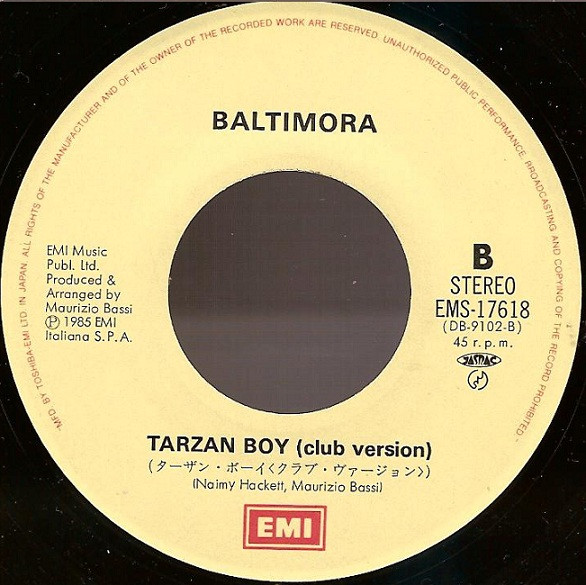 "MFD BY TOSHIBA-EMI LTD. IN JAPAN. ALL RIGHTS OF THE MANUFACTURER AND OF THE OWNER OF THE RECORDED WORK ARE RESERVED. UNAUTHORIZED PUBLIC PERFORMANCE, BROADCASTING AND COPYING OF THE RECORD PROHIBITED."
BALTIMORA
EMI Music
Publ. Ltd.
Produced &
Arranged by
Maurizio Bassi
Ⓟ 1985 EMI
Italiana S.P.A.
B
STEREO
EMS-17618
(DB-9102-B)
45 r.p.m.
JASRAC
TARZAN BOY (club version)
(ターザン・ボーイ〈クラブ・ヴァージョン〉)
(Naimy Hackett, Maurizio Bassi)
EMI